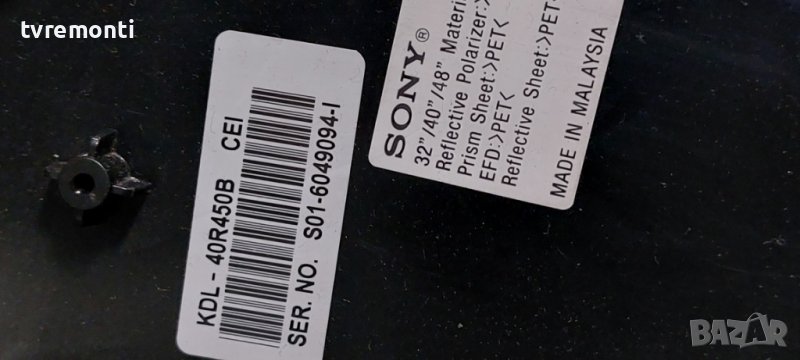 tvremonti
KDL - 40R450B CEI
SER. NO. S01-6049094-I
SONY®
32"/40"/48" Materi
Reflective Polarizer:>
Prism Sheet:>PET<
EFD:>PET<
Reflective Sheet:>PET
MADE IN MALAYSIA
BAZAR